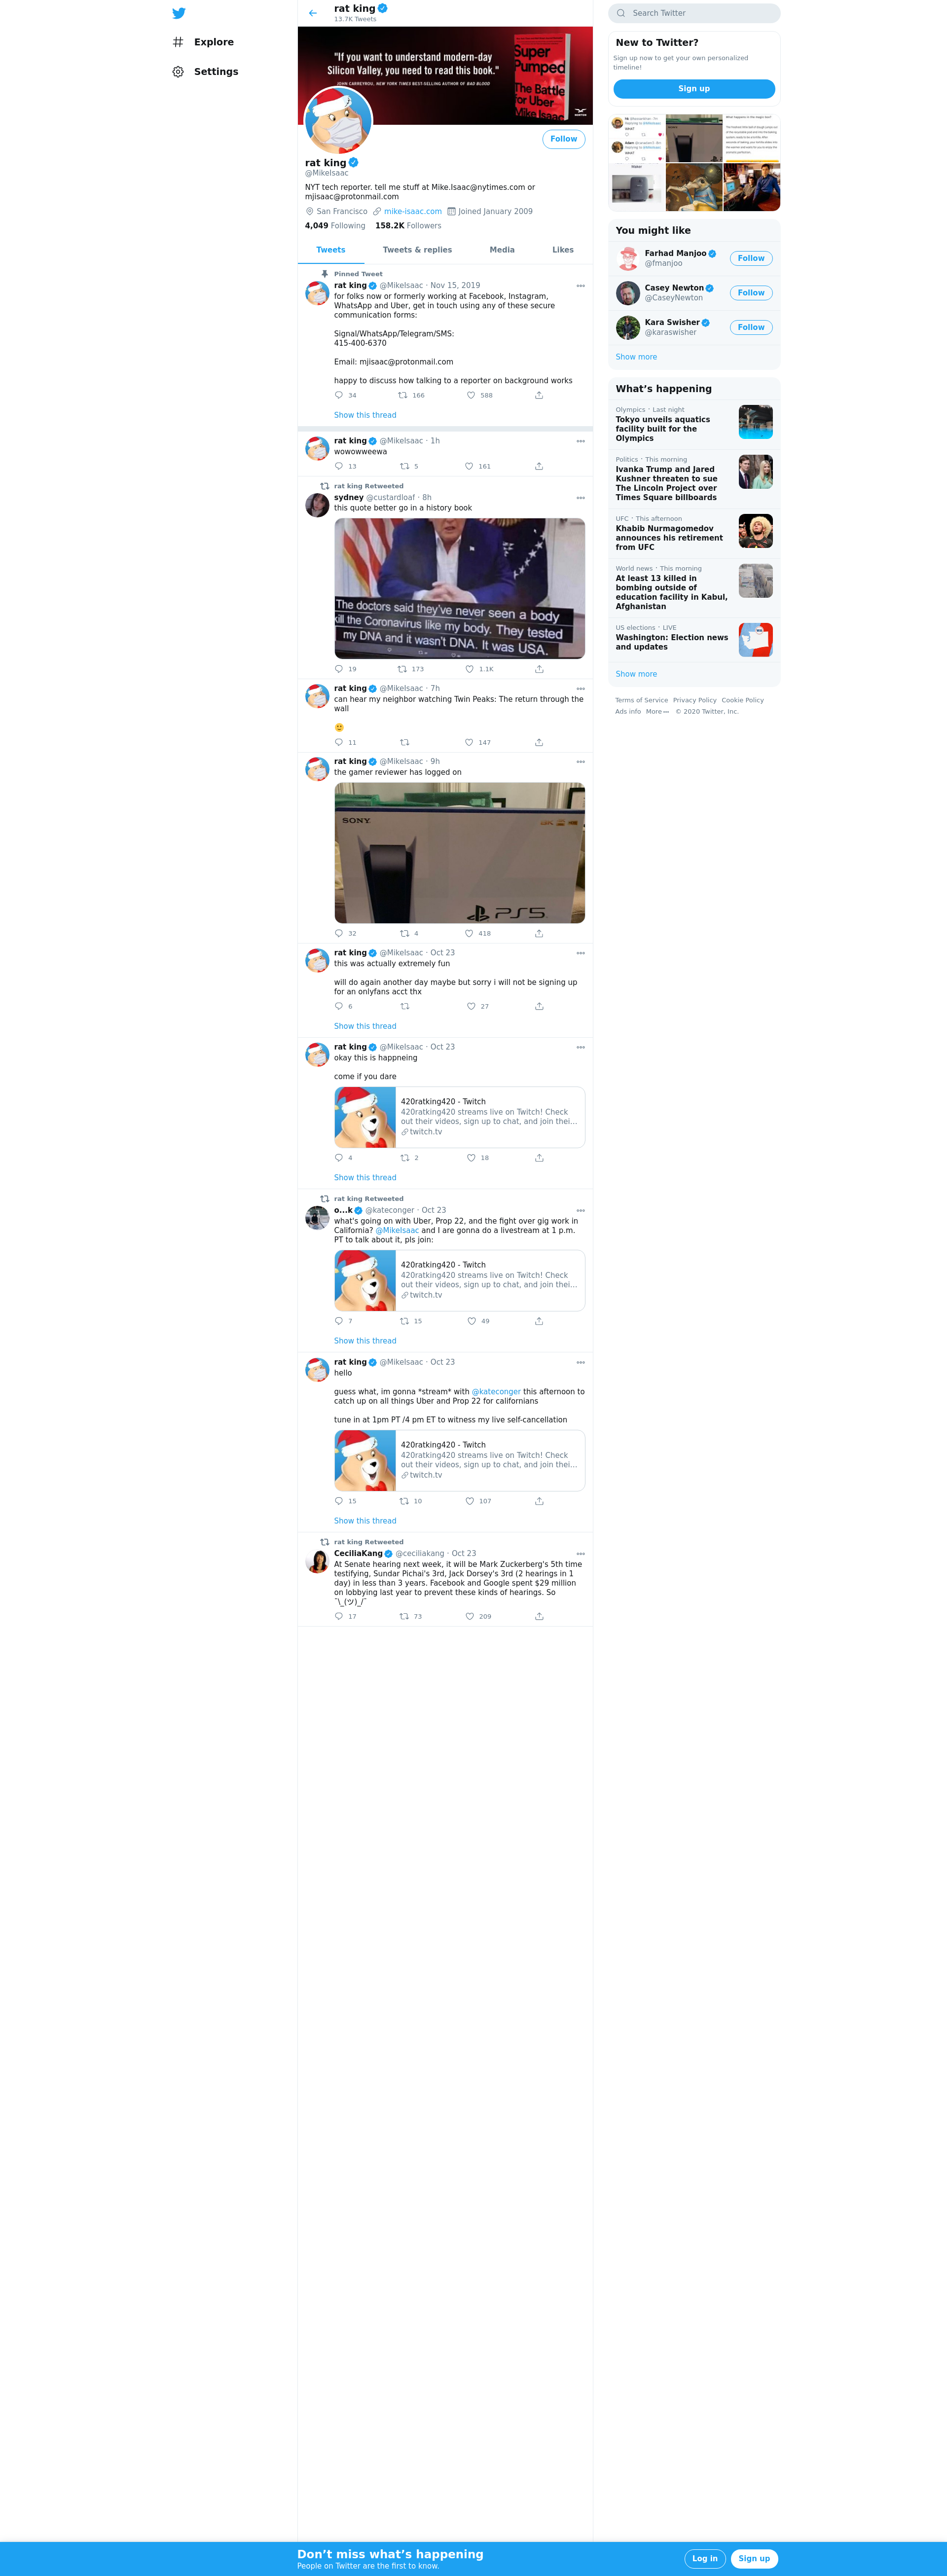 Explore
Settings
rat king
13.7K Tweets
"If you want to understand modern-day
Silicon Valley, you need to read this book."
JOHN CARREYROU, NEW YORK TIMES BEST-SELLING AUTHOR OF BAD BLOOD
Super
Pumped
The Battle
for Uber
Mike Isaac
NORTON
Follow
rat king
@MikeIsaac
NYT tech reporter. tell me stuff at Mike.Isaac@nytimes.com or
mjisaac@protonmail.com
San Francisco mike-isaac.com Joined January 2009
4,049 Following 158.2K Followers
Tweets Tweets & replies Media Likes
Pinned Tweet
rat king @MikeIsaac · Nov 15, 2019
for folks now or formerly working at Facebook, Instagram,
WhatsApp and Uber, get in touch using any of these secure
communication forms:
Signal/WhatsApp/Telegram/SMS:
415-400-6370
Email: mjisaac@protonmail.com
happy to discuss how talking to a reporter on background works
34 166 588
Show this thread
rat king @MikeIsaac · 1h
wowowweewa
13 5 161
rat king Retweeted
sydney @custardloaf · 8h
this quote better go in a history book
The doctors said they've never seen a body
kill the Coronavirus like my body. They tested
my DNA and it wasn't DNA. It was USA.
19 173 1.1K
rat king @MikeIsaac · 7h
can hear my neighbor watching Twin Peaks: The return through the
wall
🙂
11 147
rat king @MikeIsaac · 9h
the gamer reviewer has logged on
SONY
PS5
32 4 418
rat king @MikeIsaac · Oct 23
this was actually extremely fun
will do again another day maybe but sorry i will not be signing up
for an onlyfans acct thx
6 27
Show this thread
rat king @MikeIsaac · Oct 23
okay this is happneing
come if you dare
420ratking420 - Twitch
420ratking420 streams live on Twitch! Check
out their videos, sign up to chat, and join thei...
twitch.tv
4 2 18
Show this thread
rat king Retweeted
o...k @kateconger · Oct 23
what's going on with Uber, Prop 22, and the fight over gig work in
California? @MikeIsaac and I are gonna do a livestream at 1 p.m.
PT to talk about it, pls join:
420ratking420 - Twitch
420ratking420 streams live on Twitch! Check
out their videos, sign up to chat, and join thei...
twitch.tv
7 15 49
Show this thread
rat king @MikeIsaac · Oct 23
hello
guess what, im gonna *stream* with @kateconger this afternoon to
catch up on all things Uber and Prop 22 for californians
tune in at 1pm PT /4 pm ET to witness my live self-cancellation
420ratking420 - Twitch
420ratking420 streams live on Twitch! Check
out their videos, sign up to chat, and join thei...
twitch.tv
15 10 107
Show this thread
rat king Retweeted
CeciliaKang @ceciliakang · Oct 23
At Senate hearing next week, it will be Mark Zuckerberg's 5th time
testifying, Sundar Pichai's 3rd, Jack Dorsey's 3rd (2 hearings in 1
day) in less than 3 years. Facebook and Google spent $29 million
on lobbying last year to prevent these kinds of hearings. So
¯\_(ツ)_/¯
17 73 209
Search Twitter
New to Twitter?
Sign up now to get your own personalized
timeline!
Sign up
You might like
Farhad Manjoo
@fmanjoo
Follow
Casey Newton
@CaseyNewton
Follow
Kara Swisher
@karaswisher
Follow
Show more
What's happening
Olympics · Last night
Tokyo unveils aquatics
facility built for the
Olympics
Politics · This morning
Ivanka Trump and Jared
Kushner threaten to sue
The Lincoln Project over
Times Square billboards
UFC · This afternoon
Khabib Nurmagomedov
announces his retirement
from UFC
World news · This morning
At least 13 killed in
bombing outside of
education facility in Kabul,
Afghanistan
US elections · LIVE
Washington: Election news
and updates
Show more
Terms of Service Privacy Policy Cookie Policy
Ads info More © 2020 Twitter, Inc.
Don't miss what's happening
People on Twitter are the first to know.
Log in
Sign up